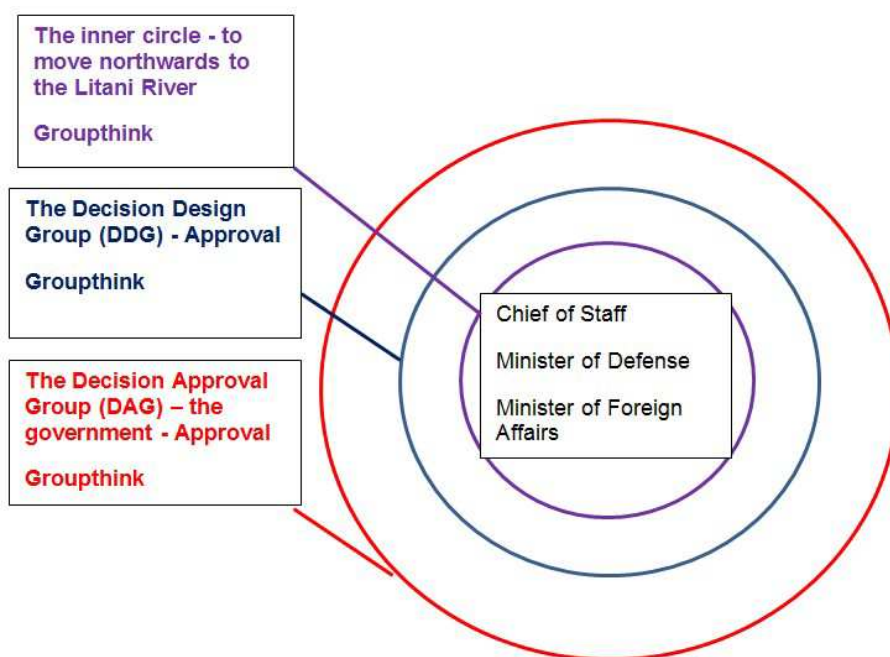 The inner circle - to
move northwards to
the Litani River
Groupthink
The Decision Design
Group (DDG) - Approval
Groupthink
The Decision Approval
Group (DAG) – the
government - Approval
Groupthink
Chief of Staff
Minister of Defense
Minister of Foreign
Affairs